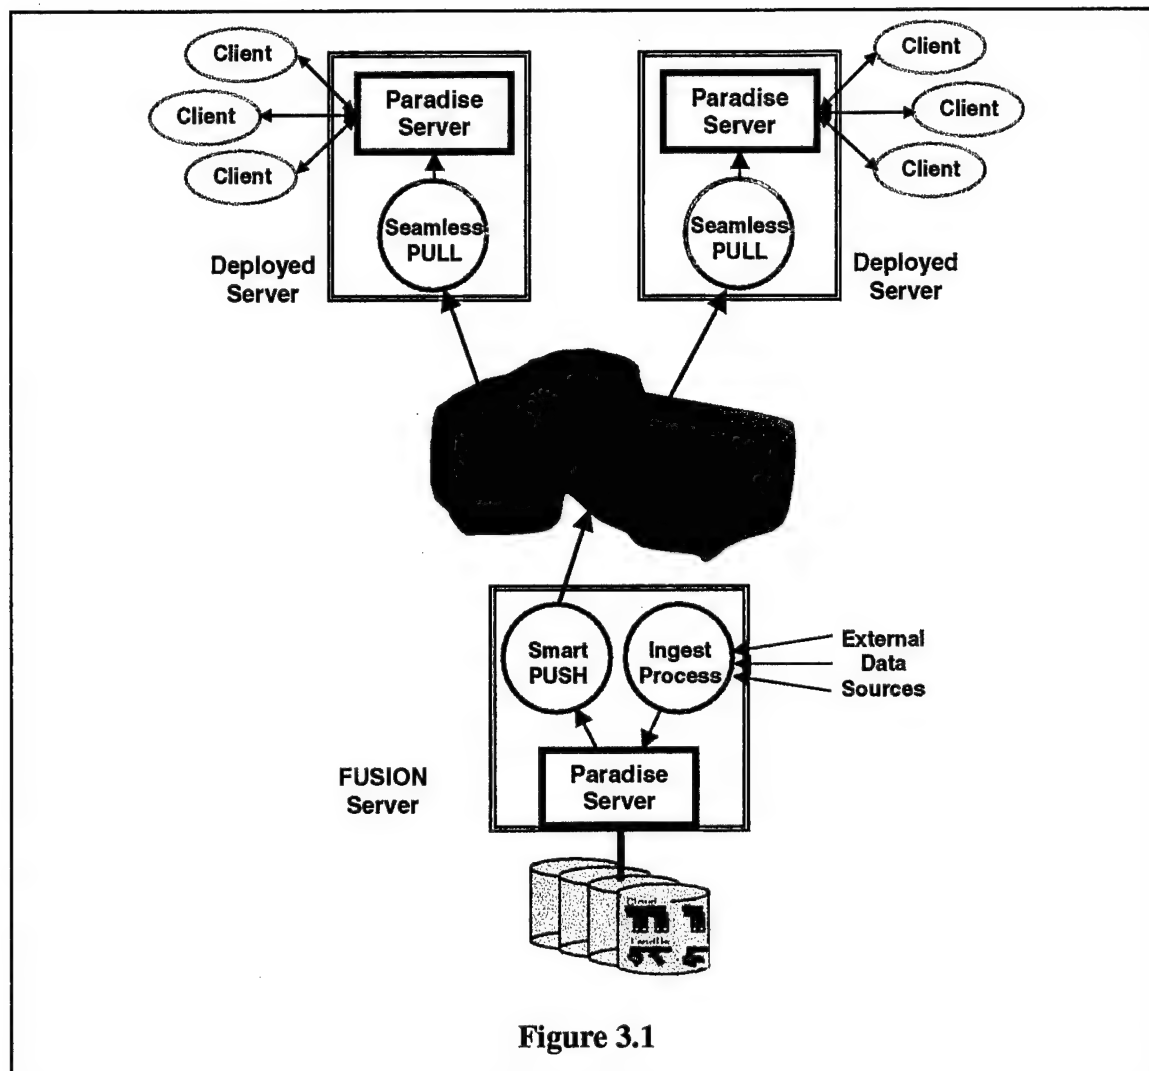 Client
Client
Client
Paradise
Server
Seamless
PULL
Deployed
Server
Paradise
Server
Seamless
PULL
Client
Client
Client
Deployed
Server
Smart
PUSH
Ingest
Process
External
Data
Sources
FUSION
Server
Paradise
Server
Cloud
Figure 3.1